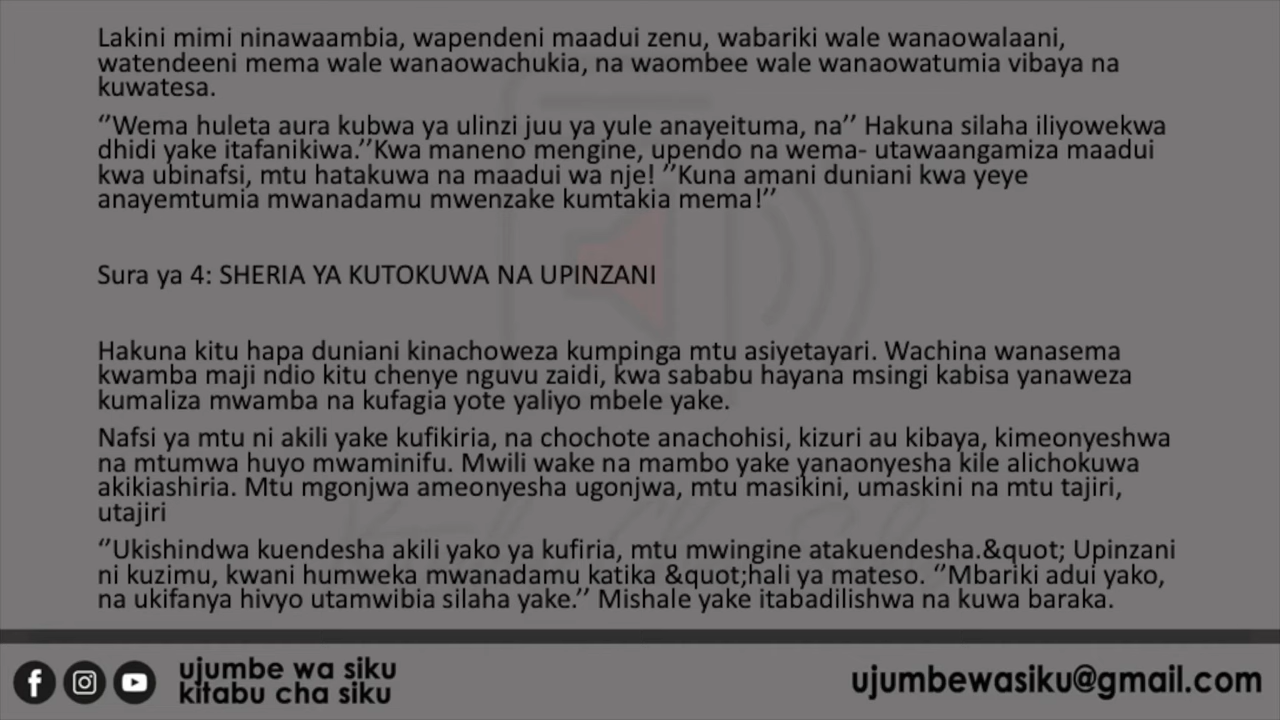 Lakini mimi ninawaambia, wapendeni maadui zenu, wabariki wale wanaowalaani,
watendeeni mema wale wanaowachukia, na waombee wale wanaowatumia vibaya na
kuwatesa.
‘’Wema huleta aura kubwa ya ulinzi juu ya yule anayeituma, na’’ Hakuna silaha iliyowekwa
dhidi yake itafanikiwa.’’Kwa maneno mengine, upendo na wema- utawaangamiza maadui
kwa ubinafsi, mtu hatakuwa na maadui wa nje! ’’Kuna amani duniani kwa yeye
anayemtumia mwanadamu mwenzake kumtakia mema!’’
Sura ya 4: SHERIA YA KUTOKUWA NA UPINZANI
Hakuna kitu hapa duniani kinachoweza kumpinga mtu asiyetayari. Wachina wanasema
kwamba maji ndio kitu chenye nguvu zaidi, kwa sababu hayana msingi kabisa yanaweza
kumaliza mwamba na kufagia yote yaliyo mbele yake.
Nafsi ya mtu ni akili yake kufikiria, na chochote anachohisi, kizuri au kibaya, kimeonyeshwa
na mtumwa huyo mwaminifu. Mwili wake na mambo yake yanaonyesha kile alichokuwa
akikiashiria. Mtu mgonjwa ameonyesha ugonjwa, mtu masikini, umaskini na mtu tajiri,
utajiri
‘’Ukishindwa kuendesha akili yako ya kufiria, mtu mwingine atakuendesha.&quot; Upinzani
ni kuzimu, kwani humweka mwanadamu katika &quot;hali ya mateso. ‘’Mbariki adui yako,
na ukifanya hivyo utamwibia silaha yake.’’ Mishale yake itabadilishwa na kuwa baraka.
ujumbe wa siku
kitabu cha siku
ujumbewasiku@gmail.com